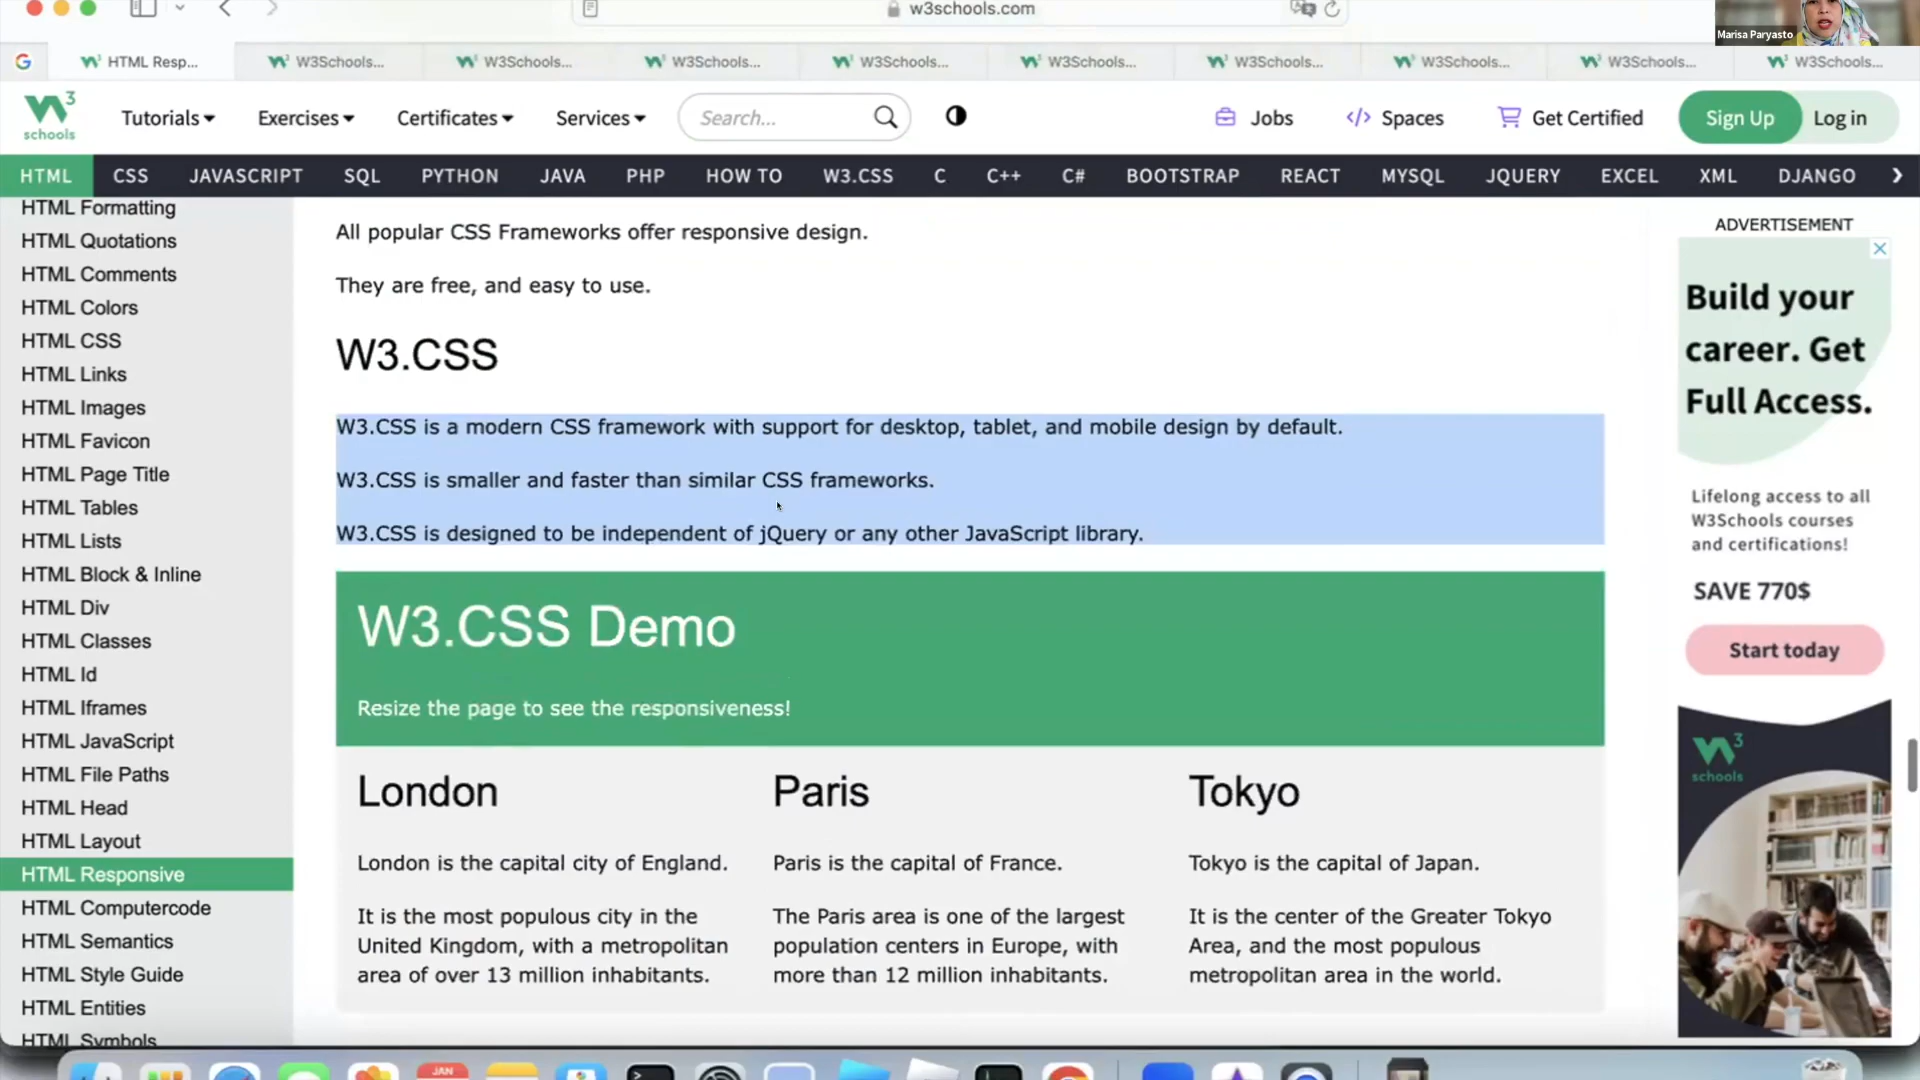 w3schools.com
Marisa Paryasto
HTML Resp...
W3Schools...
W3Schools...
W3Schools...
W3Schools...
W3Schools...
W3Schools...
W3Schools...
W3Schools...
W3Schools...
W3 schools
Tutorials
Exercises
Certificates
Services
Search...
Jobs
Spaces
Get Certified
Sign Up
Log in
HTML CSS JAVASCRIPT SQL PYTHON JAVA PHP HOW TO W3.CSS C C++ C# BOOTSTRAP REACT MYSQL JQUERY EXCEL XML DJANGO
HTML Formatting
HTML Quotations
HTML Comments
HTML Colors
HTML CSS
HTML Links
HTML Images
HTML Favicon
HTML Page Title
HTML Tables
HTML Lists
HTML Block & Inline
HTML Div
HTML Classes
HTML Id
HTML Iframes
HTML JavaScript
HTML File Paths
HTML Head
HTML Layout
HTML Responsive
HTML Computercode
HTML Semantics
HTML Style Guide
HTML Entities
HTML Symbols
All popular CSS Frameworks offer responsive design.
They are free, and easy to use.
W3.CSS
W3.CSS is a modern CSS framework with support for desktop, tablet, and mobile design by default.
W3.CSS is smaller and faster than similar CSS frameworks.
W3.CSS is designed to be independent of jQuery or any other JavaScript library.
W3.CSS Demo
Resize the page to see the responsiveness!
London
London is the capital city of England.
It is the most populous city in the
United Kingdom, with a metropolitan
area of over 13 million inhabitants.
Paris
Paris is the capital of France.
The Paris area is one of the largest
population centers in Europe, with
more than 12 million inhabitants.
Tokyo
Tokyo is the capital of Japan.
It is the center of the Greater Tokyo
Area, and the most populous
metropolitan area in the world.
ADVERTISEMENT
Build your
career. Get
Full Access.
Lifelong access to all
W3Schools courses
and certifications!
SAVE 770$
Start today
W3 schools
JAN